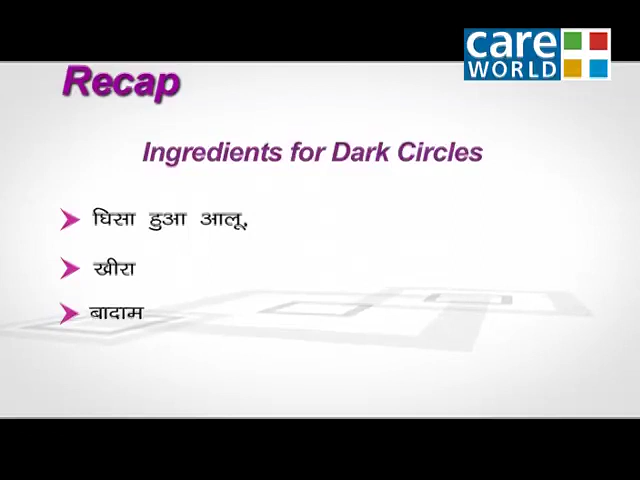 care
WORLD
Recap
Ingredients for Dark Circles
घिसा हुआ आलू,
खीरा
बादाम